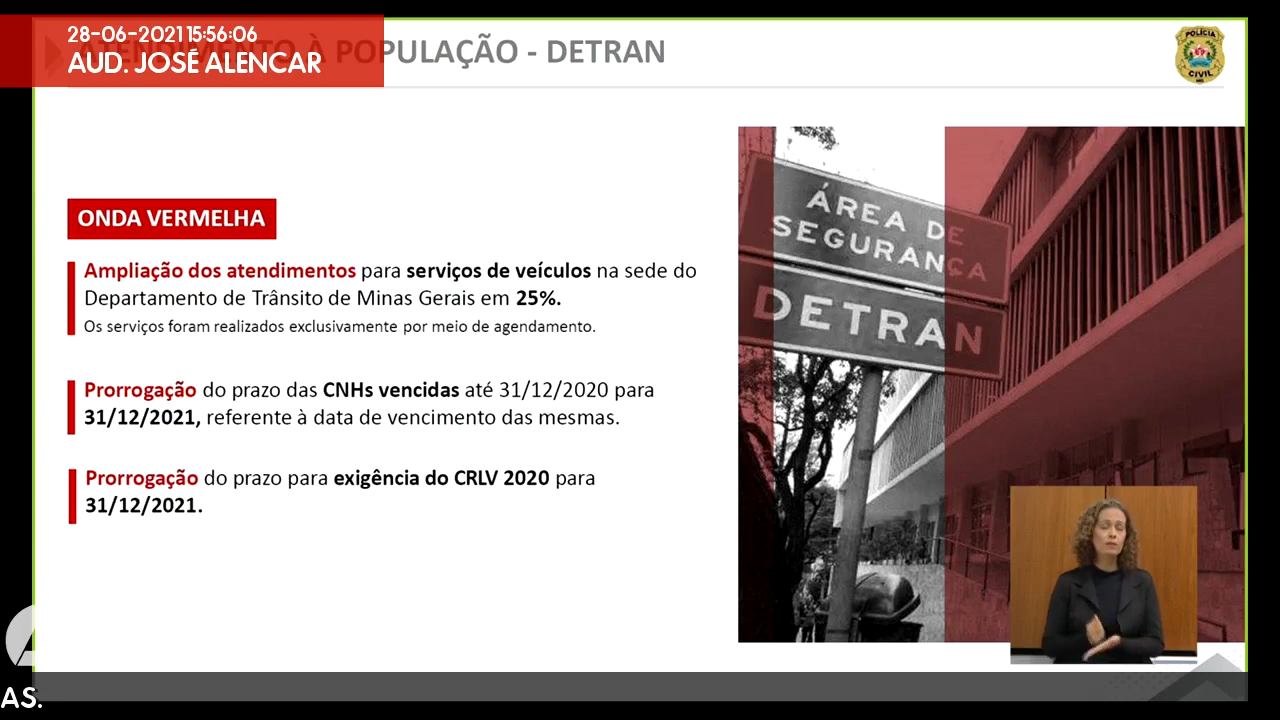 28-06-2021 15:56:06
AUD. JOSÉ ALENCAR
ATENDIMENTO À POPULAÇÃO - DETRAN
POLÍCIA
CIVIL
ONDA VERMELHA
Ampliação dos atendimentos para serviços de veículos na sede do
Departamento de Trânsito de Minas Gerais em 25%.
Os serviços foram realizados exclusivamente por meio de agendamento.
Prorrogação do prazo das CNHs vencidas até 31/12/2020 para
31/12/2021, referente à data de vencimento das mesmas.
Prorrogação do prazo para exigência do CRLV 2020 para
31/12/2021.
ÁREA DE
SEGURANÇA
DETRAN
AS.